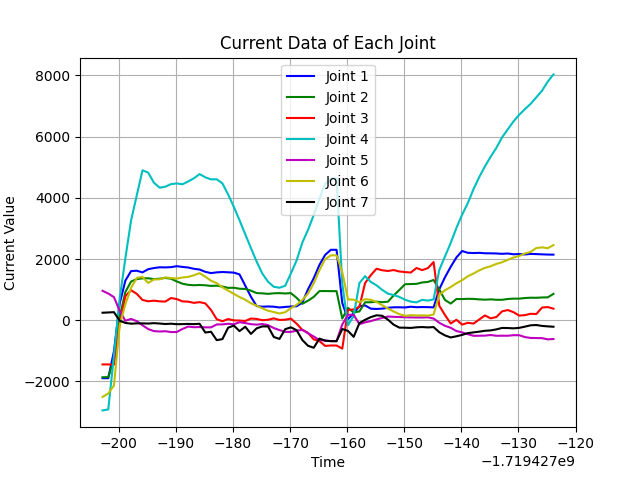 Current Data of Each Joint
8000
6000
4000
2000
0
−2000
Current Value
Joint 1
Joint 2
Joint 3
Joint 4
Joint 5
Joint 6
Joint 7
−200 −190 −180 −170 −160 −150 −140 −130 −120
Time
−1.719427e9